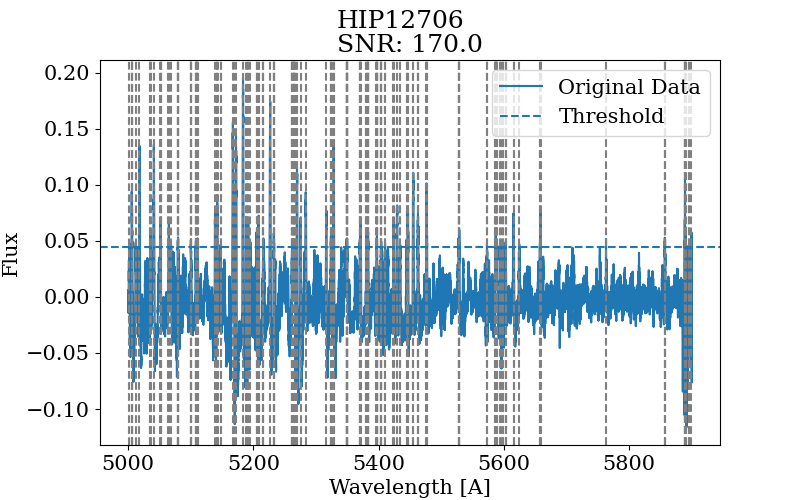 HIP12706
SNR: 170.0
Original Data
Threshold
Flux
0.20
0.15
0.10
0.05
0.00
−0.05
−0.10
5000 5200 5400 5600 5800
Wavelength [A]